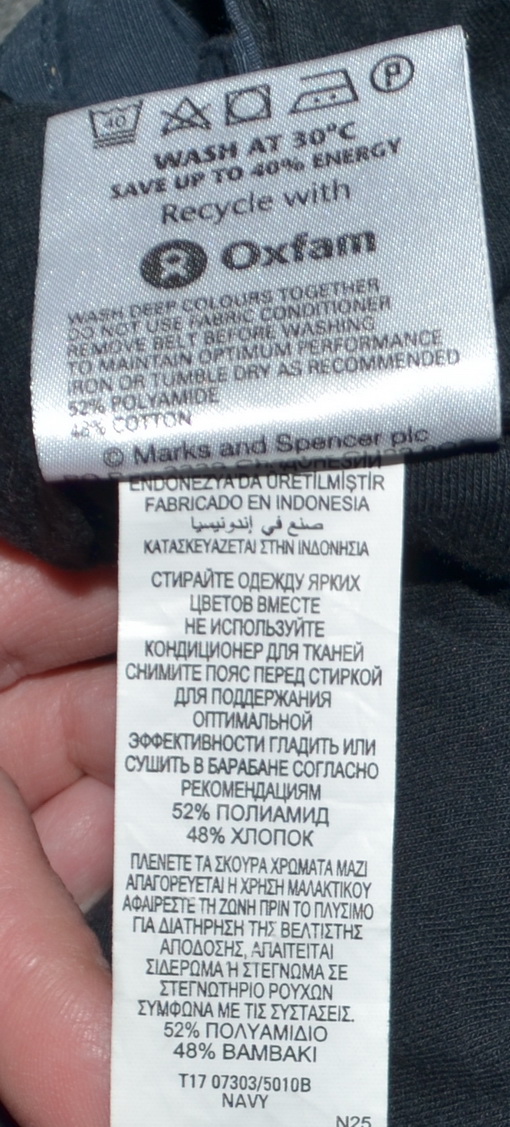 40 P
WASH AT 30°C
SAVE UP TO 40% ENERGY
Recycle with
Oxfam
WASH DEEP COLOURS TOGETHER
DO NOT USE FABRIC CONDITIONER
REMOVE BELT BEFORE WASHING
TO MAINTAIN OPTIMUM PERFORMANCE
IRON OR TUMBLE DRY AS RECOMMENDED
52% POLYAMIDE
48% COTTON
© Marks and Spencer plc
ENDONEZYA'DA ÜRETİLMİŞTİR
FABRICADO EN INDONESIA
صنع في إندونيسيا
ΚΑΤΑΣΚΕΥΑΖΕΤΑΙ ΣΤΗΝ ΙΝΔΟΝΗΣΙΑ
СТИРАЙТЕ ОДЕЖДУ ЯРКИХ
ЦВЕТОВ ВМЕСТЕ
НЕ ИСПОЛЬЗУЙТЕ
КОНДИЦИОНЕР ДЛЯ ТКАНЕЙ
СНИМИТЕ ПОЯС ПЕРЕД СТИРКОЙ
ДЛЯ ПОДДЕРЖАНИЯ
ОПТИМАЛЬНОЙ
ЭФФЕКТИВНОСТИ ГЛАДИТЬ ИЛИ
СУШИТЬ В БАРАБАНЕ СОГЛАСНО
РЕКОМЕНДАЦИЯМ
52% ПОЛИАМИД
48% ХЛОПОК
ΠΛΕΝΕΤΕ ΤΑ ΣΚΟΥΡΑ ΧΡΩΜΑΤΑ ΜΑΖΙ
ΑΠΑΓΟΡΕΥΕΤΑΙ Η ΧΡΗΣΗ ΜΑΛΑΚΤΙΚΟΥ
ΑΦΑΙΡΕΣΤΕ ΤΗ ΖΩΝΗ ΠΡΙΝ ΤΟ ΠΛΥΣΙΜΟ
ΓΙΑ ΔΙΑΤΗΡΗΣΗ ΤΗΣ ΒΕΛΤΙΣΤΗΣ
ΑΠΟΔΟΣΗΣ, ΑΠΑΙΤΕΙΤΑΙ
ΣΙΔΕΡΩΜΑ Ή ΣΤΕΓΝΩΜΑ ΣΕ
ΣΤΕΓΝΩΤΗΡΙΟ ΡΟΥΧΩΝ
ΣΥΜΦΩΝΑ ΜΕ ΤΙΣ ΣΥΣΤΑΣΕΙΣ.
52% ΠΟΛΥΑΜΙΔΙΟ
48% ΒΑΜΒΑΚΙ
T17 07303/5010B
NAVY
N25